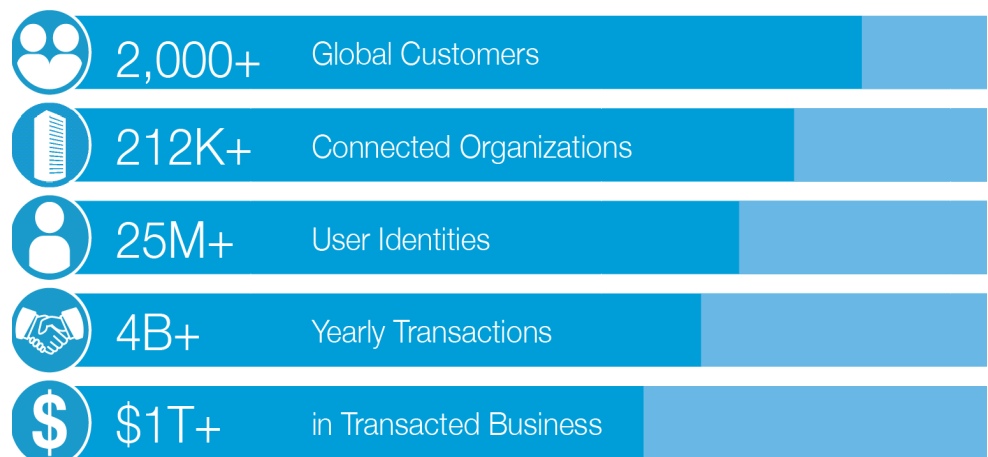 2,000+ Global Customers
212K+ Connected Organizations
25M+ User Identities
4B+ Yearly Transactions
$ $1T+ in Transacted Business